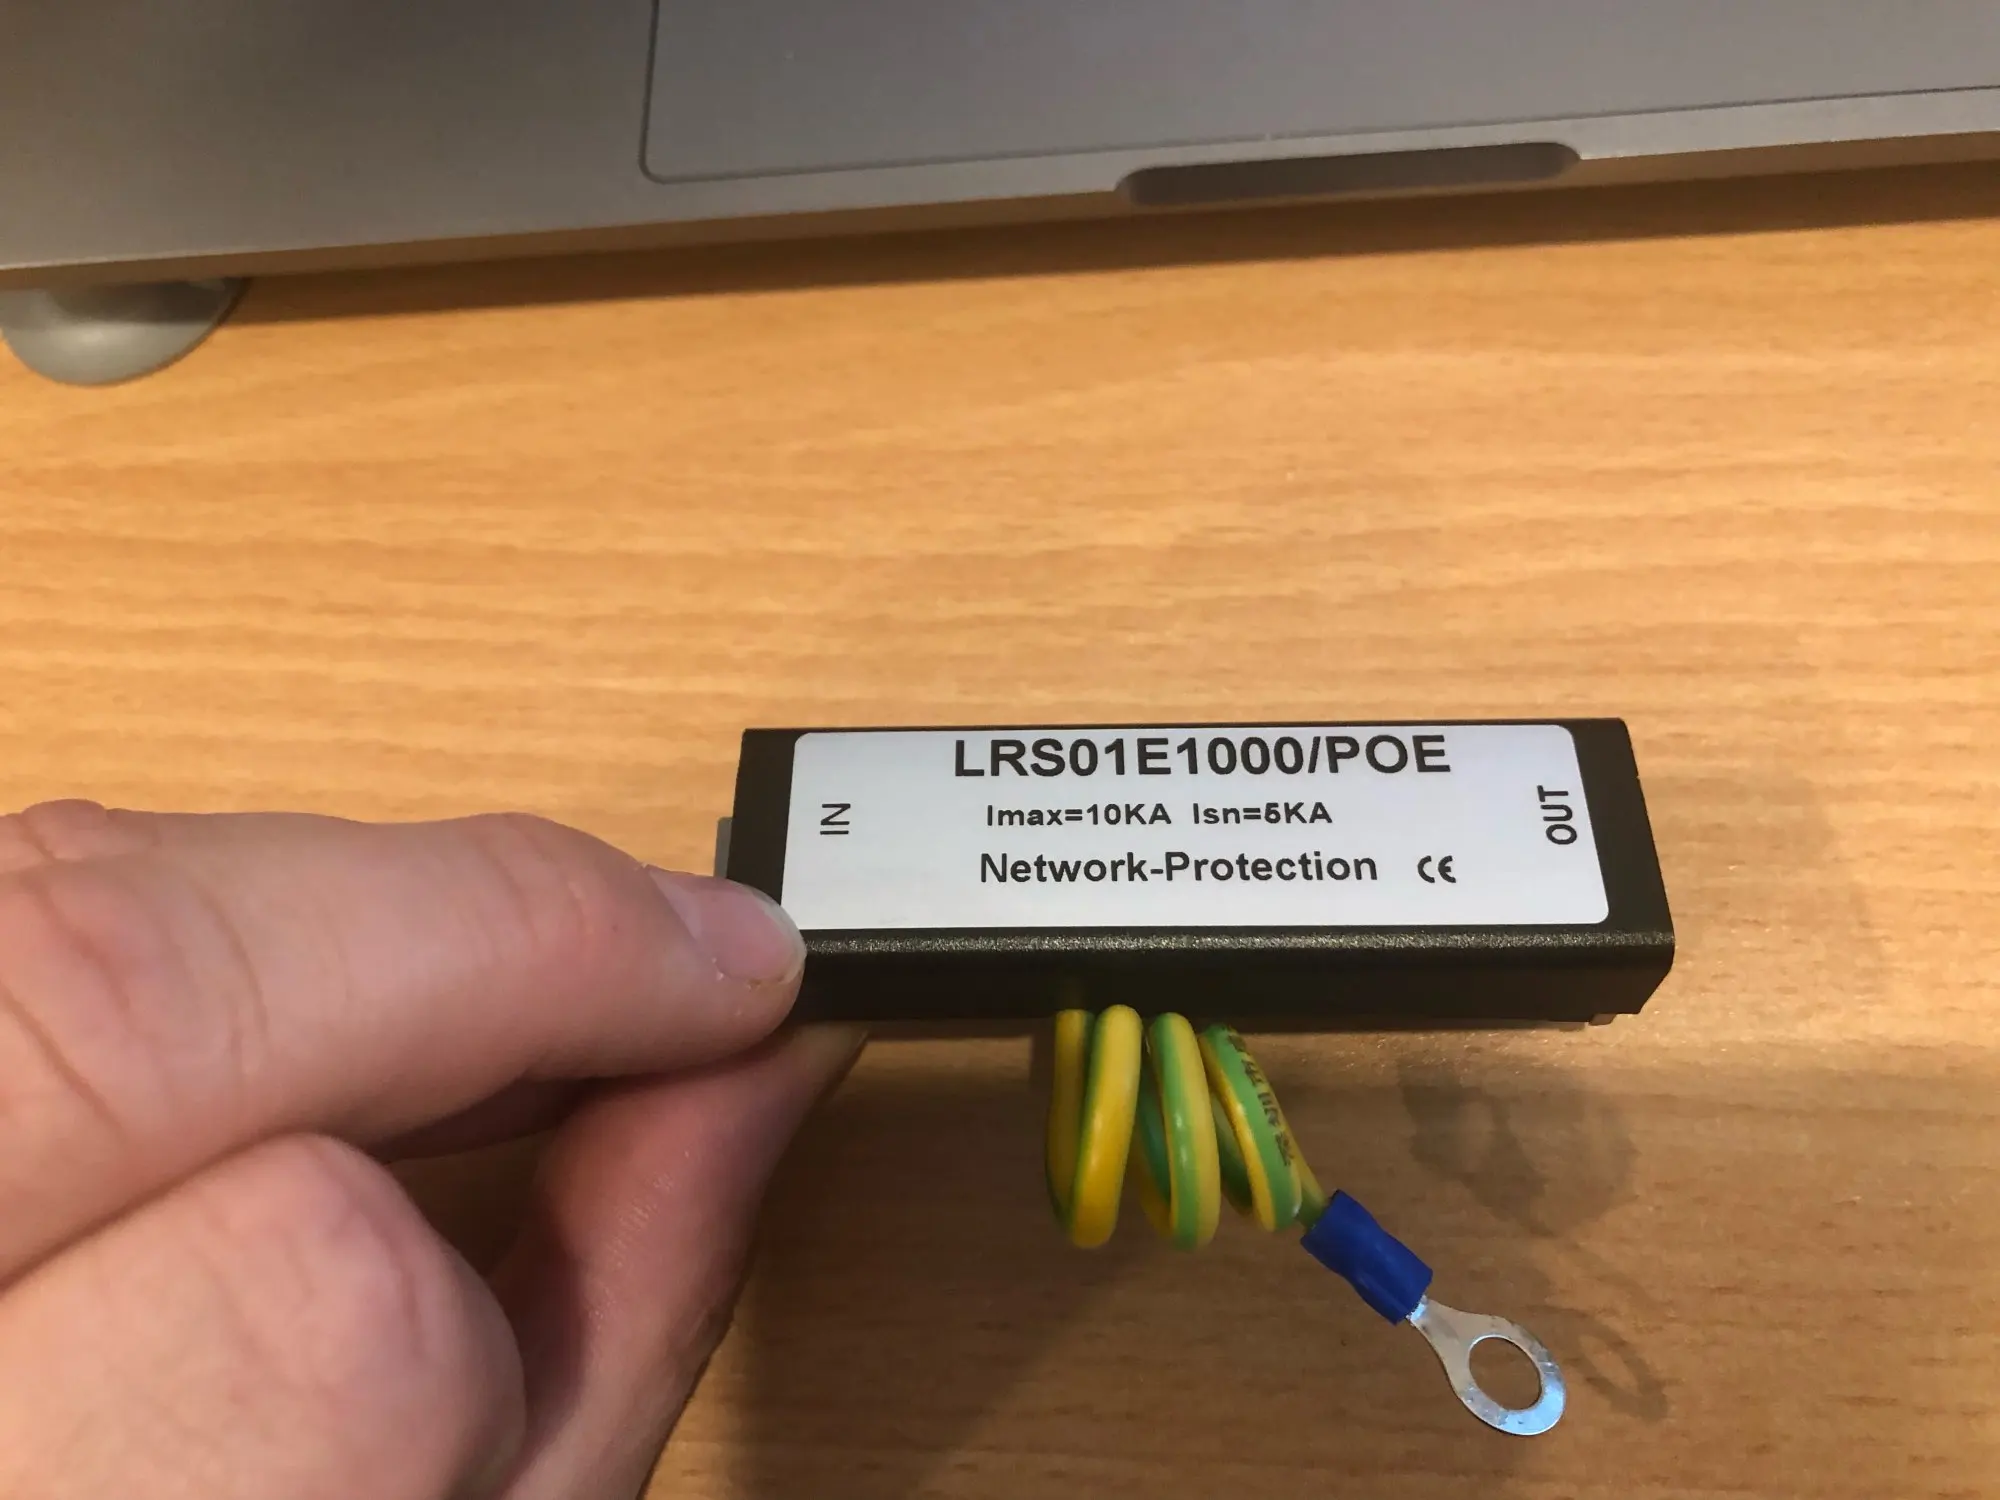 LRS01E1000/POE
IN
Imax=10KA Isn=5KA
OUT
Network-Protection CE